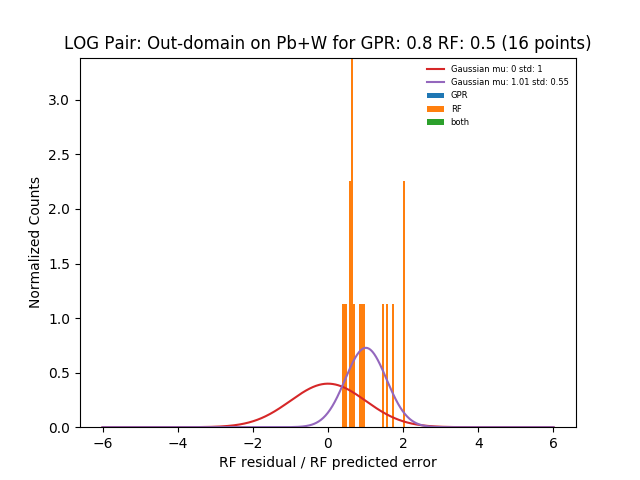 LOG Pair: Out-domain on Pb+W for GPR: 0.8 RF: 0.5 (16 points)
Gaussian mu: 0 std: 1
Gaussian mu: 1.01 std: 0.55
GPR
RF
both
Normalized Counts
3.0
2.5
2.0
1.5
1.0
0.5
0.0
−6 −4 −2 0 2 4 6
RF residual / RF predicted error